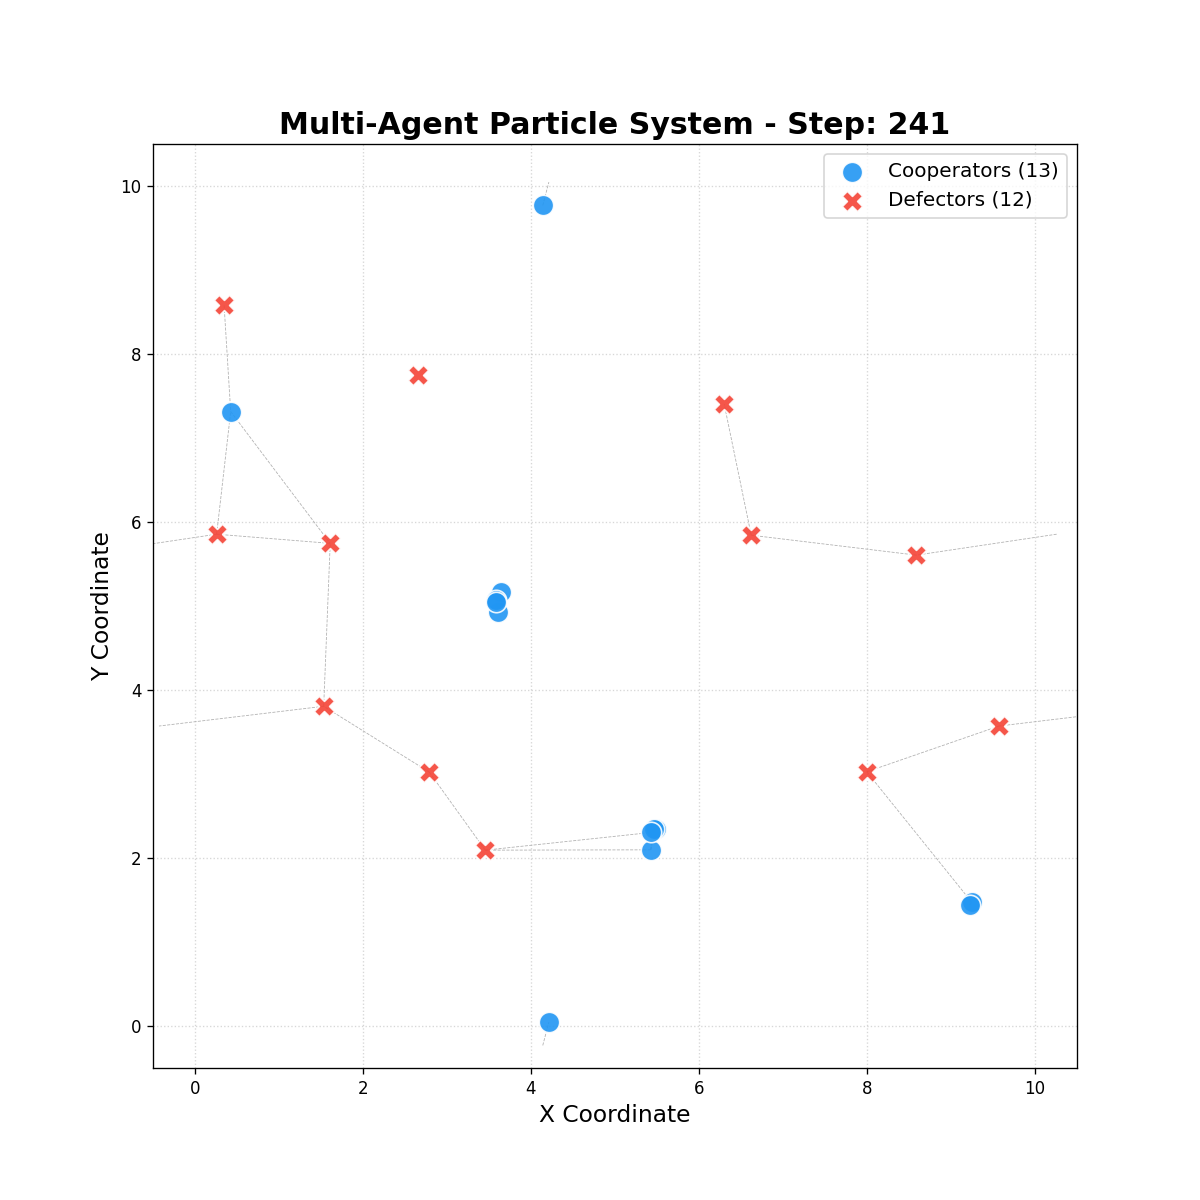 Multi-Agent Particle System - Step: 241
Cooperators (13)
Defectors (12)
10
8
6
4
2
0
Y Coordinate
0 2 4 6 8 10
X Coordinate